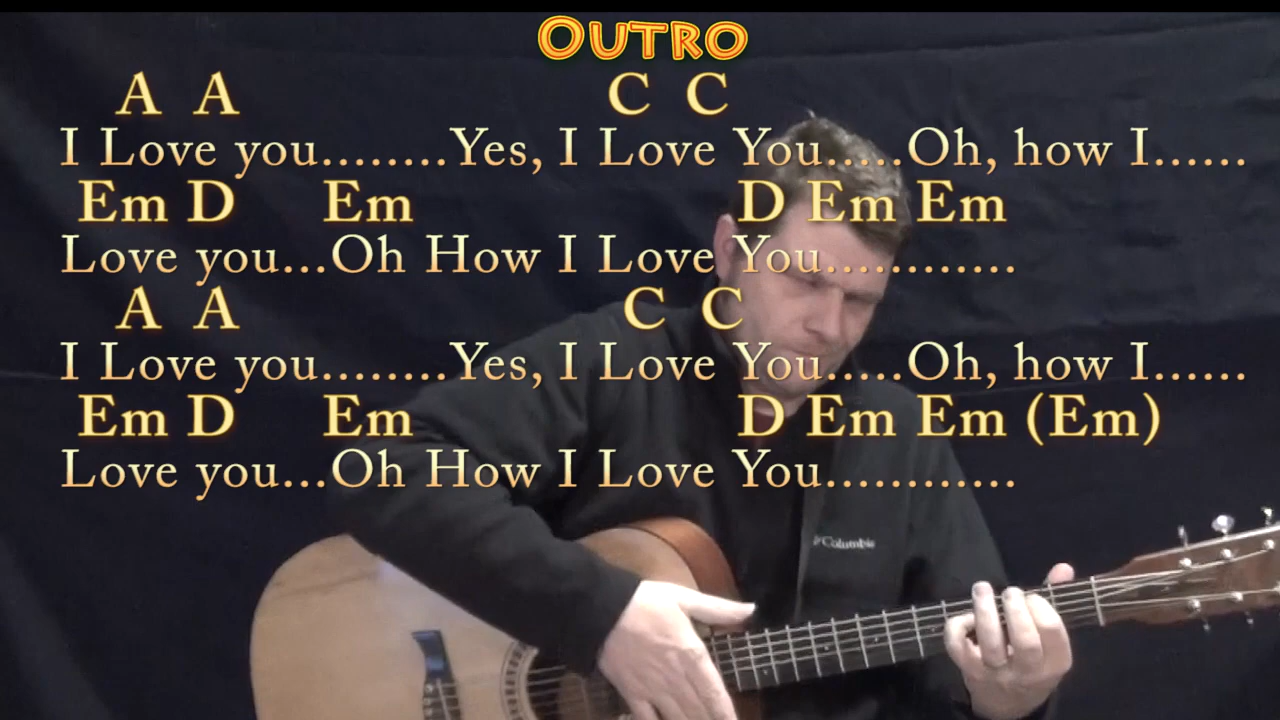 OUTRO
A A C C
I Love you........Yes, I Love You.....Oh, how I......
Em D Em D Em Em
Love you...Oh How I Love You............
A A C C
I Love you........Yes, I Love You.....Oh, how I......
Em D Em D Em Em (Em)
Love you...Oh How I Love You............
Columbia